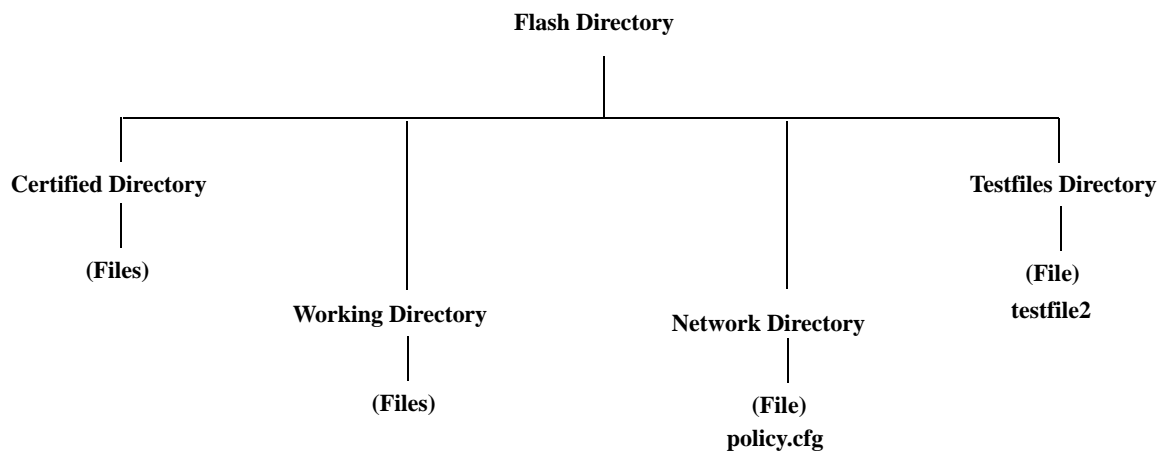 Flash Directory
Certified Directory
(Files)
Working Directory
(Files)
Network Directory
(File)
policy.cfg
Testfiles Directory
(File)
testfile2